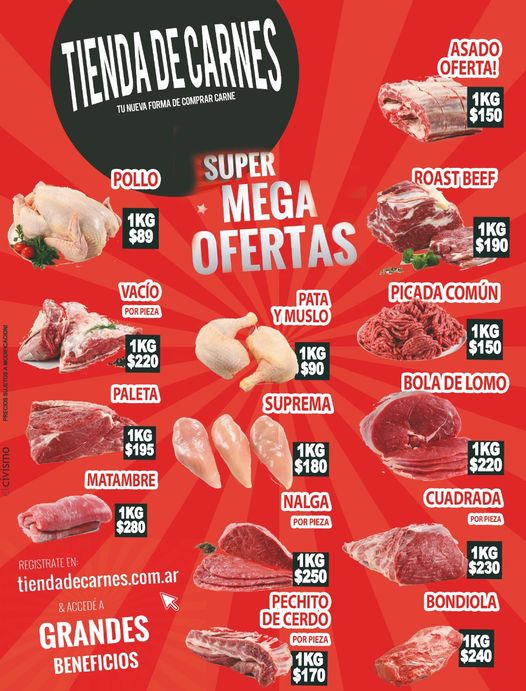 TIENDA DE CARNES
TU NUEVA FORMA DE COMPRAR CARNE
SUPER
MEGA
OFERTAS
ASADO
OFERTA!
1KG
$150
POLLO
1KG
$89
ROAST BEEF
1KG
$190
VACÍO
POR PIEZA
1KG
$220
PATA
Y MUSLO
1KG
$90
PICADA COMÚN
1KG
$150
PALETA
1KG
$195
SUPREMA
1KG
$180
BOLA DE LOMO
1KG
$220
MATAMBRE
1KG
$280
NALGA
POR PIEZA
1KG
$250
CUADRADA
POR PIEZA
1KG
$230
PECHITO
DE CERDO
POR PIEZA
1KG
$170
BONDIOLA
1KG
$240
REGISTRATE EN:
tiendadecarnes.com.ar
& ACCEDÉ A
GRANDES
BENEFICIOS
PRECIOS SUJETOS A MODIFICACION!
el civismo